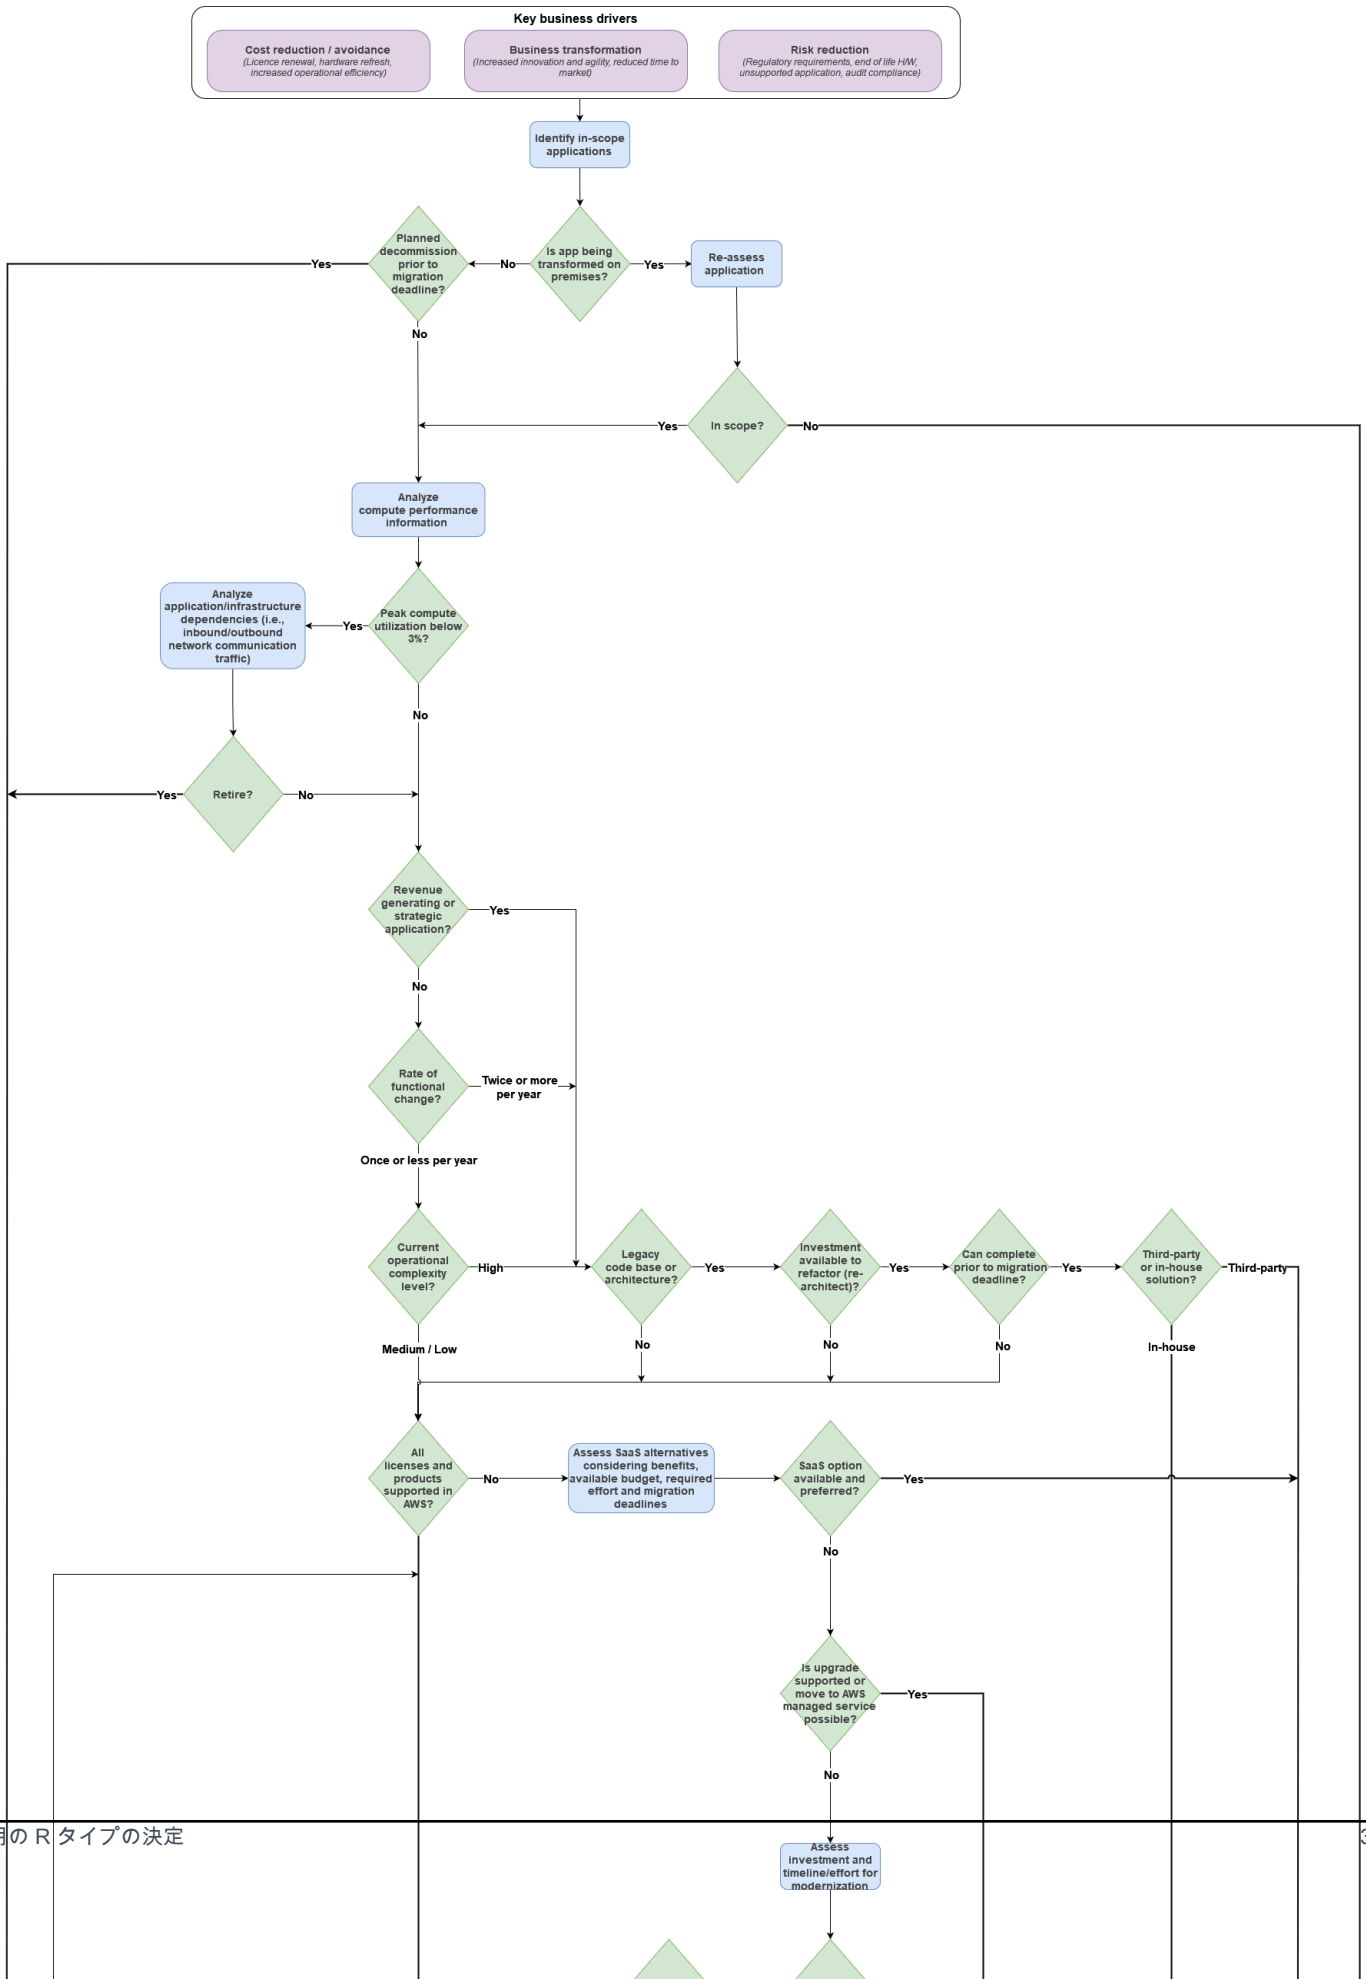 Key business drivers
Cost reduction / avoidance
(Licence renewal, hardware refresh,
increased operational efficiency)
Business transformation
(Increased innovation and agility, reduced time to
market)
Risk reduction
(Regulatory requirements, end of life H/W,
unsupported application, audit compliance)
Identify in-scope
applications
Planned
decommission
prior to
migration
deadline?
Yes
No
Is app being
transformed on
premises?
Yes
Re-assess
application
No
Yes
In scope?
No
Analyze
compute performance
information
Analyze
application/infrastructure
dependencies (i.e.,
inbound/outbound
network communication
traffic)
Yes
Peak compute
utilization below
3%?
No
Yes
Retire?
No
Revenue
generating or
strategic
application?
Yes
No
Rate of
functional
change?
Twice or more
per year
Once or less per year
Current
operational
complexity
level?
High
Legacy
code base or
architecture?
Yes
Investment
available to
refactor (re-
architect)?
Yes
Can complete
prior to migration
deadline?
Yes
Third-party
or in-house
solution?
Third-party
Medium / Low
No
No
No
In-house
All
licenses and
products
supported in
AWS?
No
Assess SaaS alternatives
considering benefits,
available budget, required
effort and migration
deadlines
SaaS option
available and
preferred?
Yes
No
Is upgrade
supported or
move to AWS
managed service
possible?
Yes
No
の R タイプの決定
Assess
investment and
timeline/effort for
modernization